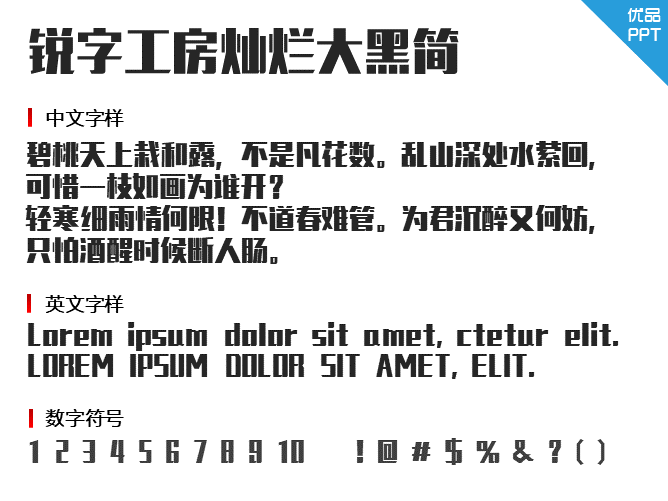 优品
PPT
锐字工房灿烂大黑简
中文字样
碧桃天上栽和露，不是凡花数。乱山深处水萦回，
可惜一枝如画为谁开？
轻寒细雨情何限！不道春难管。为君沉醉又何妨，
只怕酒醒时候断人肠。
英文字样
Lorem ipsum dolor sit amet, ctetur elit.
LOREM IPSUM DOLOR SIT AMET, ELIT.
数字符号
1 2 3 4 5 6 7 8 9 10 ! @ # $ % & ? ( )